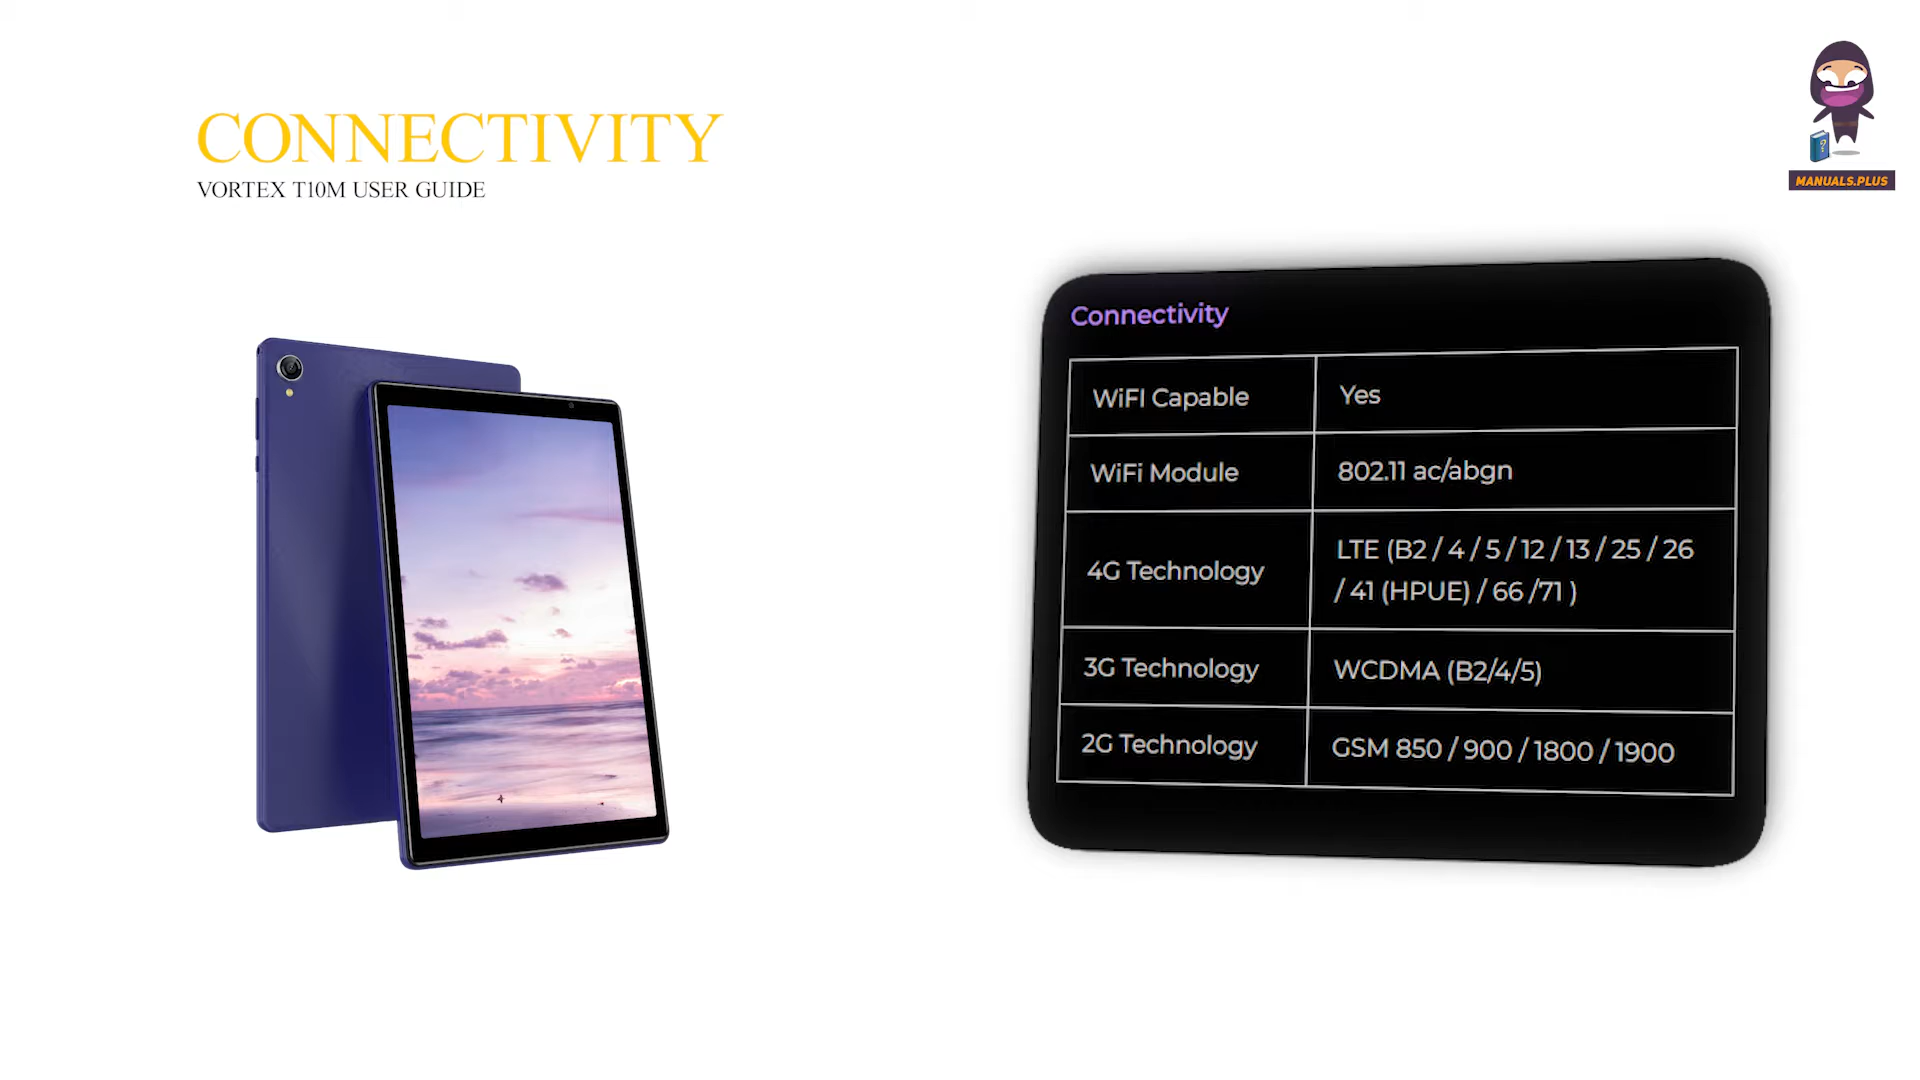 CONNECTIVITY
VORTEX T10M USER GUIDE
?
MANUALS.PLUS
Connectivity
WiFI Capable Yes
WiFi Module 802.11 ac/abgn
4G Technology LTE (B2 / 4 / 5 / 12 / 13 / 25 / 26
/ 41 (HPUE) / 66 /71 )
3G Technology WCDMA (B2/4/5)
2G Technology GSM 850 / 900 / 1800 / 1900